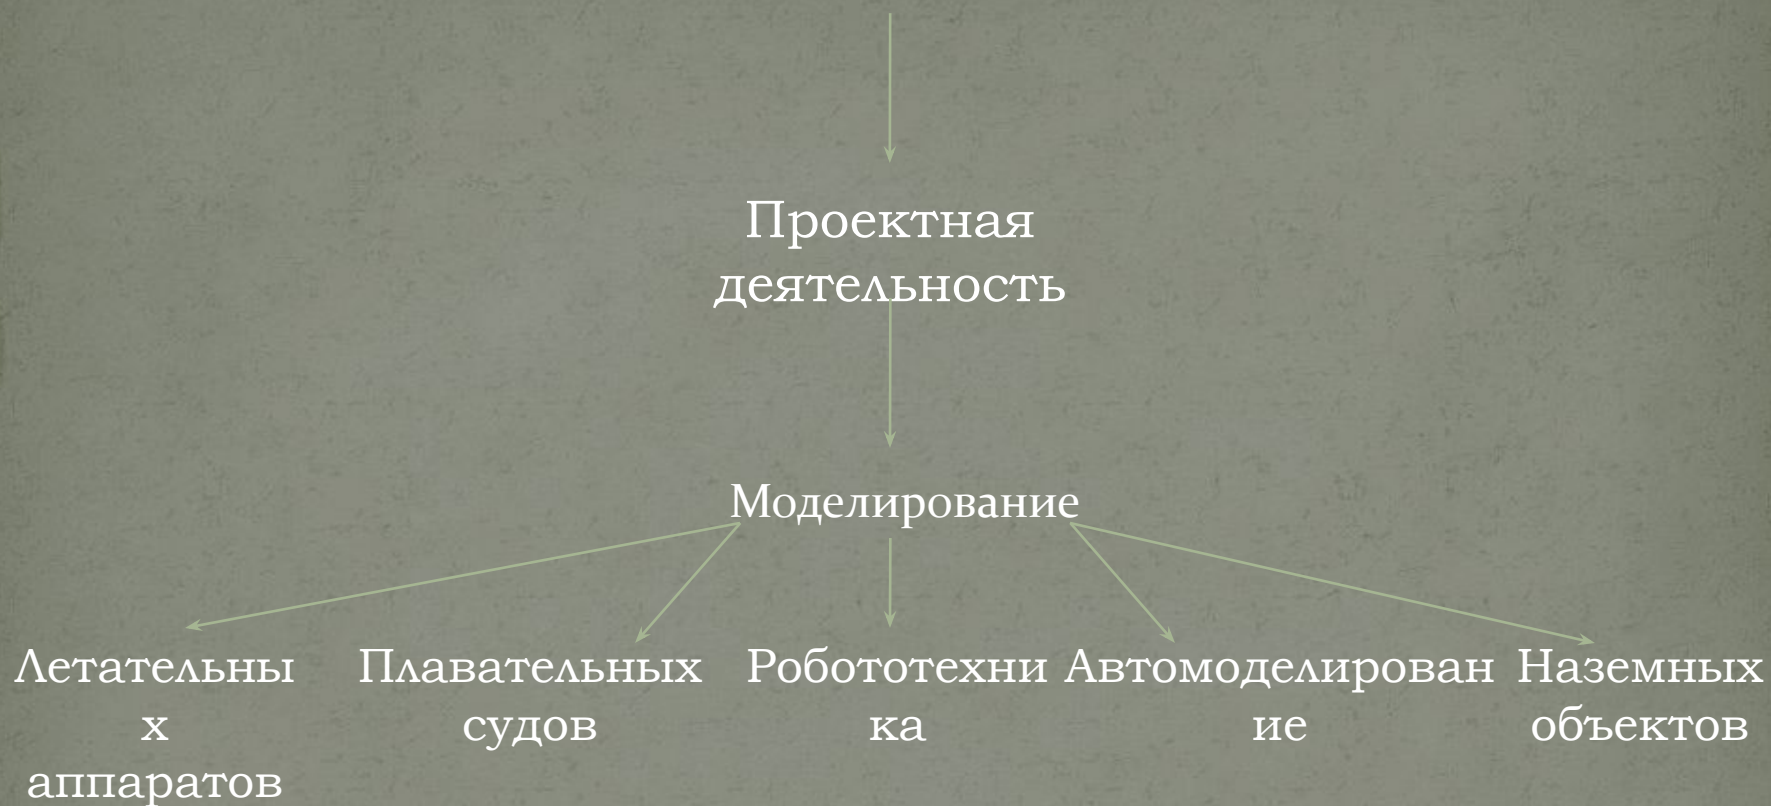 Проектная
деятельность
Моделирование
Летательны
х
аппаратов
Плавательных
судов
Робототехни
ка
Автомоделирован
ие
Наземных
объектов